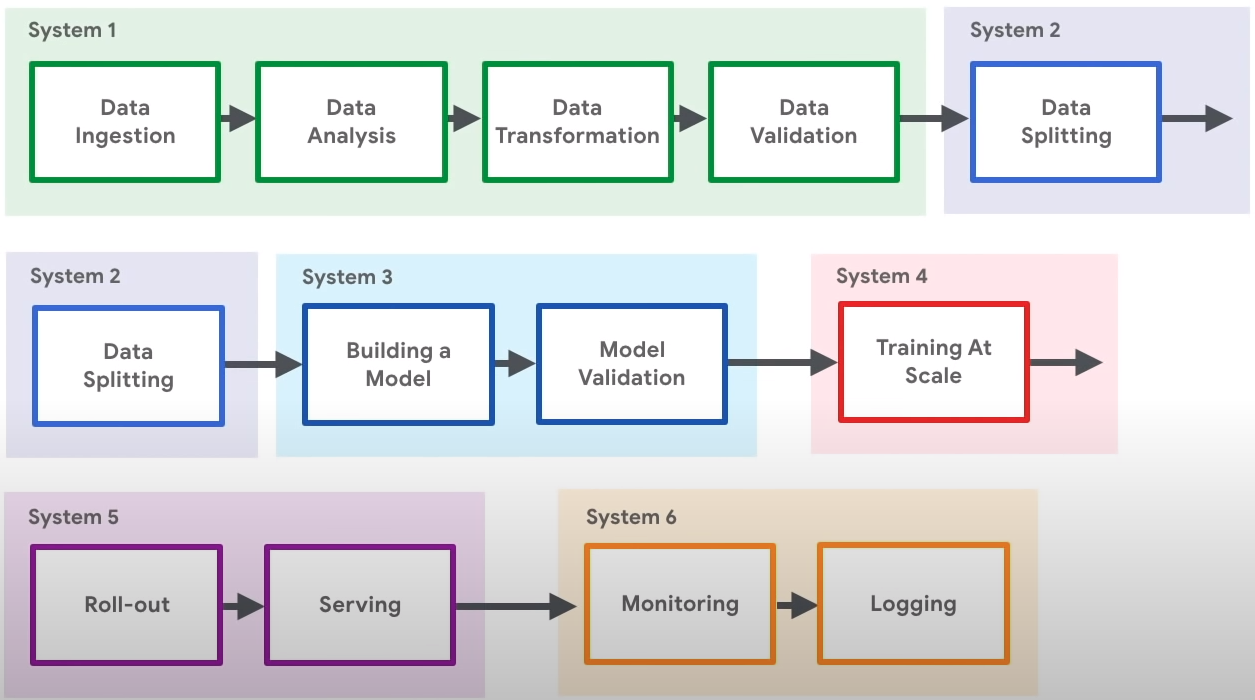 System 1
System 2
Data
Ingestion
Data
Analysis
Data
Transformation
Data
Validation
Data
Splitting
System 2
System 3
System 4
Data
Splitting
Building a
Model
Model
Validation
Training At
Scale
System 5
System 6
Roll-out
Serving
Monitoring
Logging